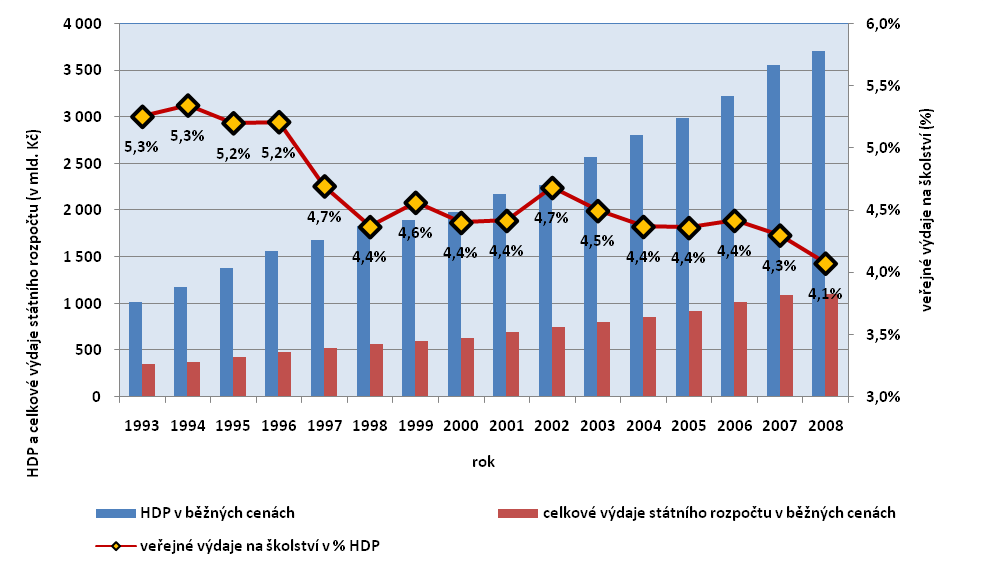 4 000
3 500
3 000
2 500
2 000
1 500
1 000
500
0
HDP a celkové výdaje státního rozpočtu (v mld. Kč)
6,0%
5,5%
5,0%
4,5%
4,0%
3,5%
3,0%
veřejné výdaje na školství (%)
5,3% 5,3% 5,2% 5,2% 4,7% 4,4% 4,6% 4,4% 4,4% 4,7% 4,5% 4,4% 4,4% 4,4% 4,3% 4,1%
1993 1994 1995 1996 1997 1998 1999 2000 2001 2002 2003 2004 2005 2006 2007 2008
rok
HDP v běžných cenách
celkové výdaje státního rozpočtu v běžných cenách
veřejné výdaje na školství v % HDP